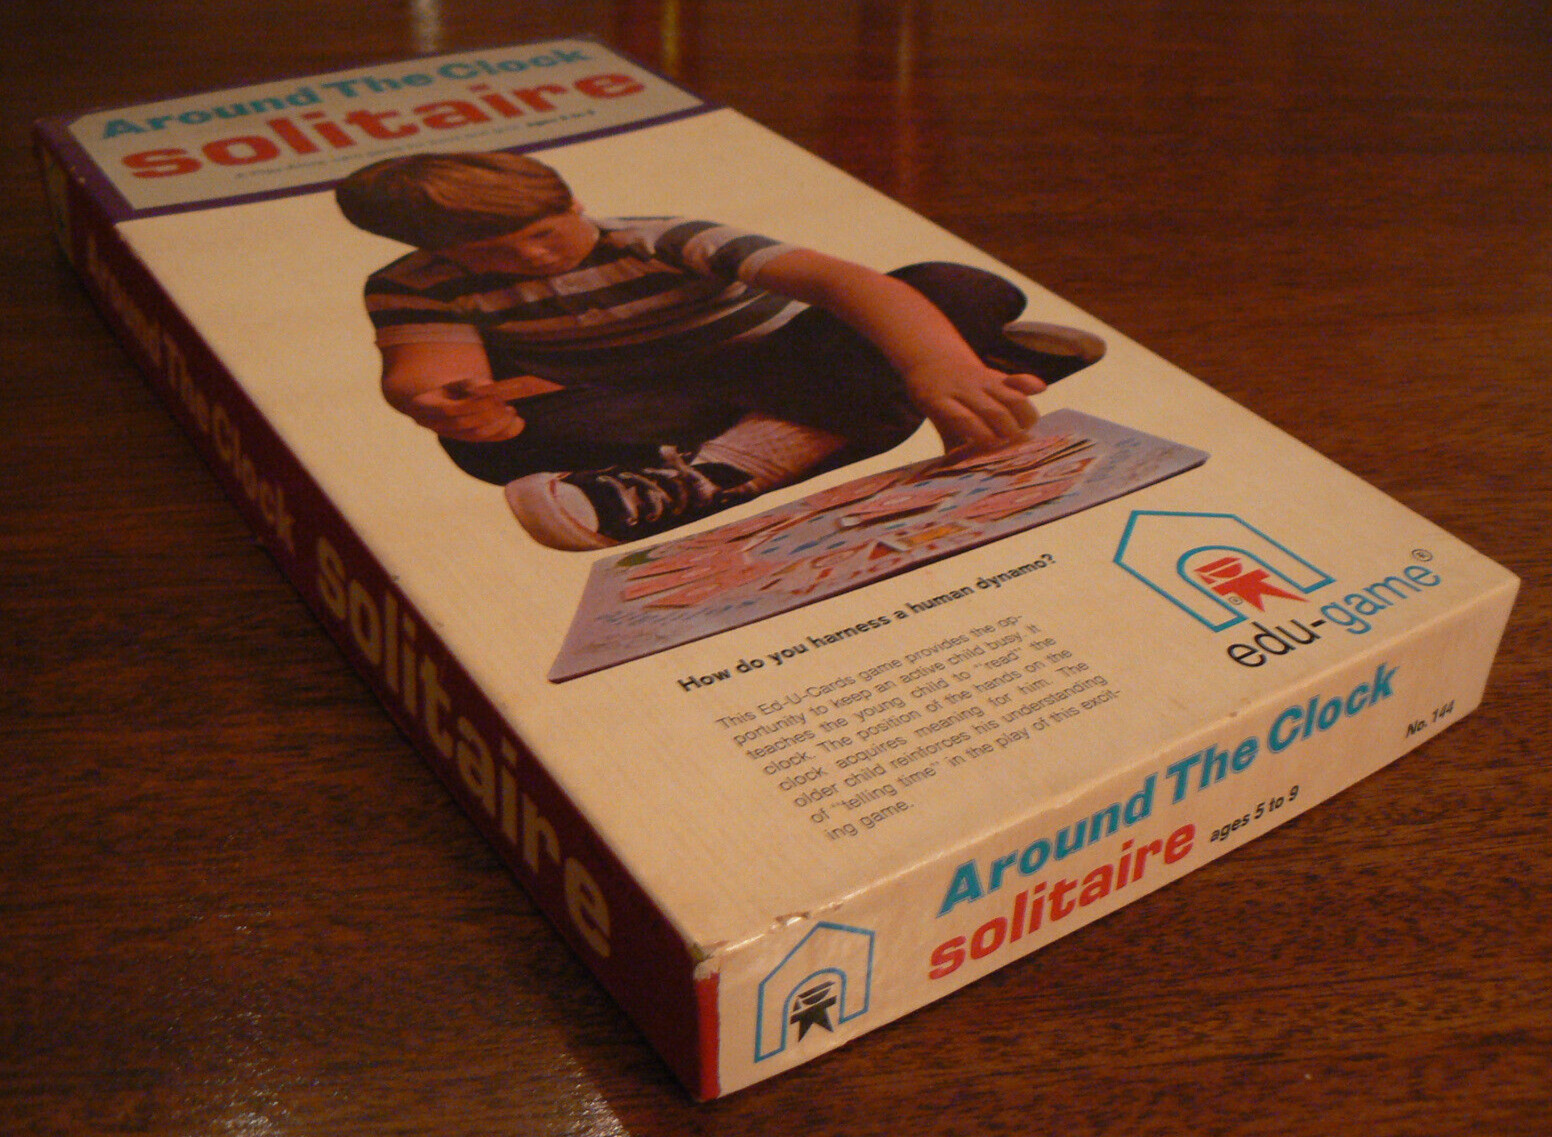 Around The Clock
solitaire
Around The Clock solitaire
How do you harness a human dynamo?
This Ed-U-Cards game provides the op-
portunity to keep an active child busy. It
teaches the young child to "read" the
clock. The position of the hands on the
clock acquires meaning for him. The
older child reinforces his understanding
of "telling time" in the play of this excit-
ing game.
®
edu-game®
Around The Clock
solitaire ages 5 to 9
No. 144